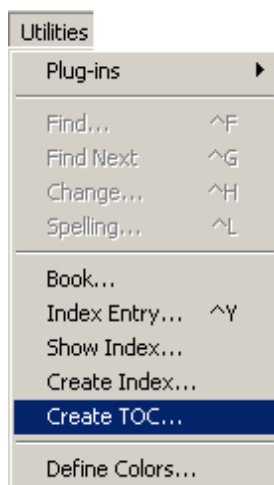 Utilities
Plug-ins
Find... ^F
Find Next ^G
Change... ^H
Spelling... ^L
Book...
Index Entry... ^Y
Show Index...
Create Index...
Create TOC...
Define Colors...